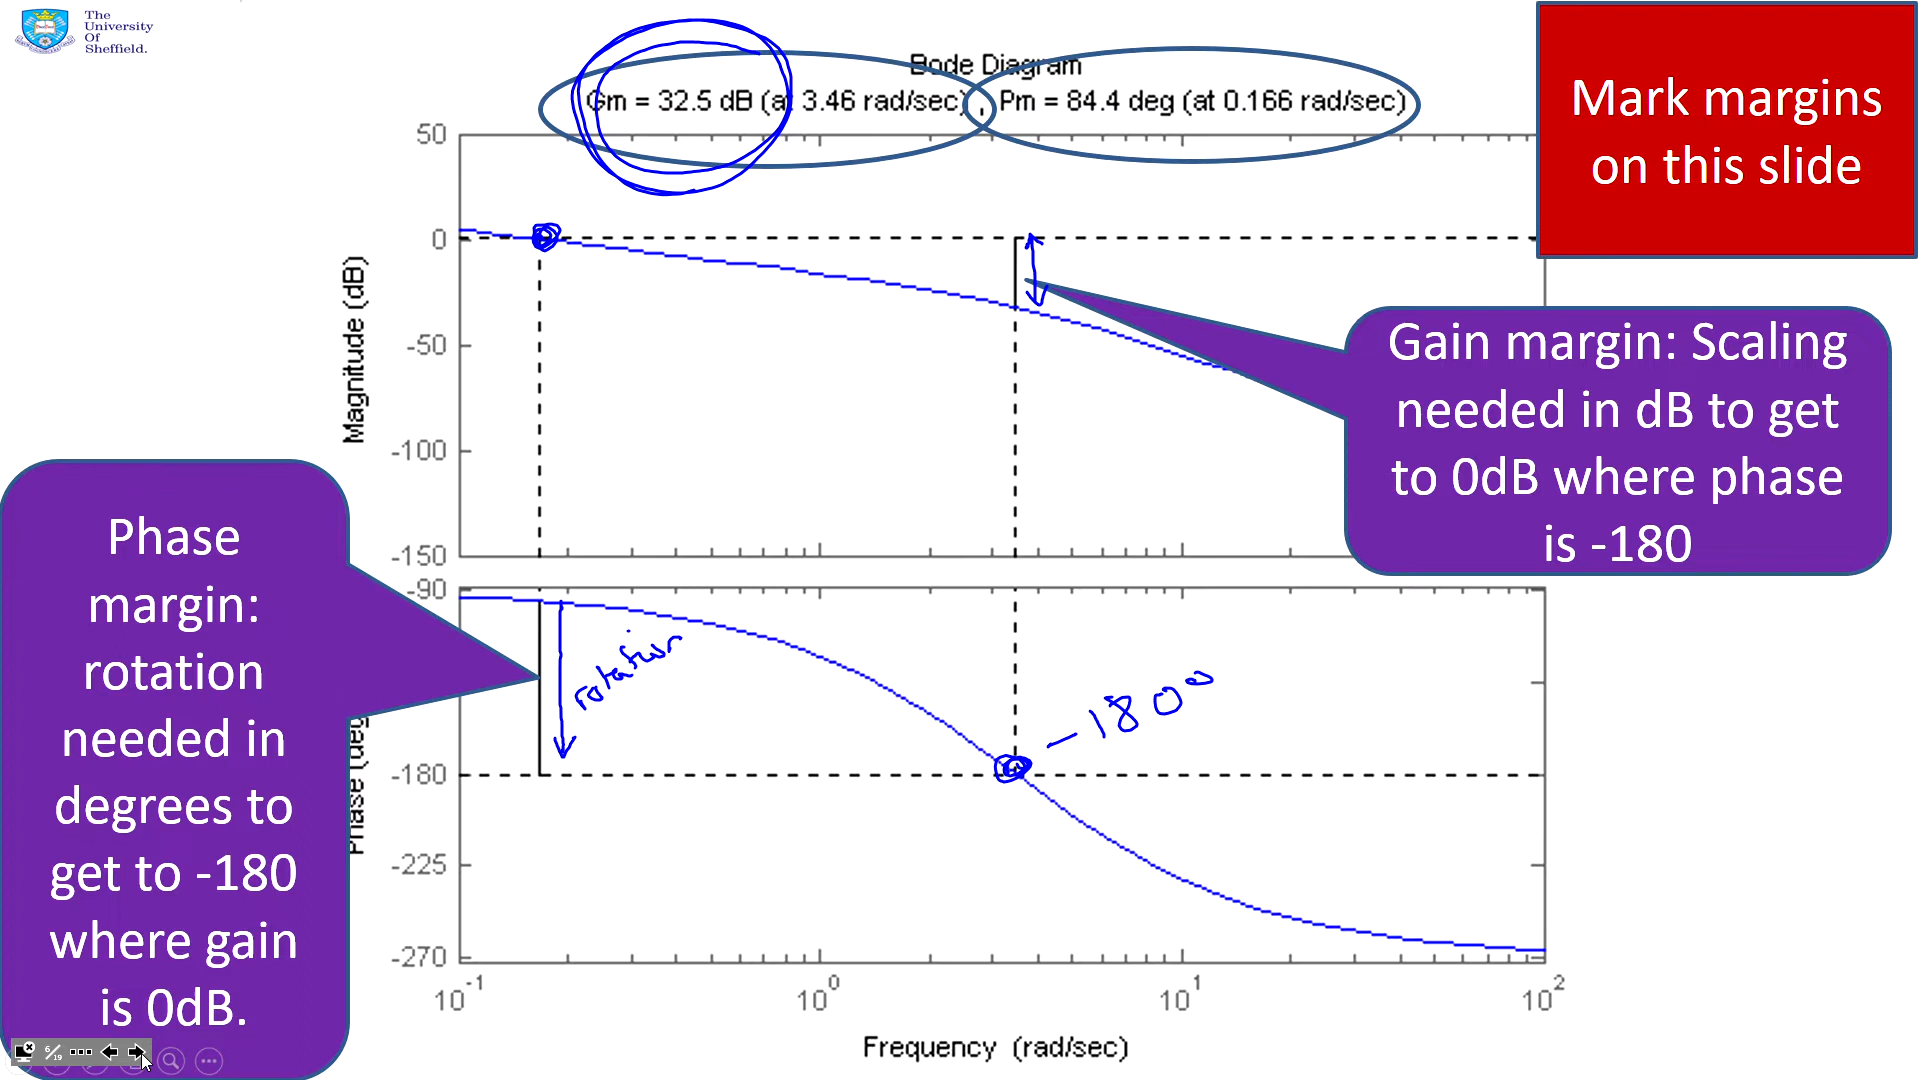 The
University
Of
Sheffield.
Bode Diagram
Gm = 32.5 dB (at 3.46 rad/sec) , Pm = 84.4 deg (at 0.166 rad/sec)
Mark margins
on this slide
50
0
-50
-100
-150
Magnitude (dB)
Gain margin: Scaling
needed in dB to get
to 0dB where phase
is -180
Phase
margin:
rotation
needed in
degrees to
get to -180
where gain
is 0dB.
-90
-180
-225
-270
Phase (deg
rotation
-180°
10^-1
10^0
10^1
10^2
Frequency (rad/sec)
6/19